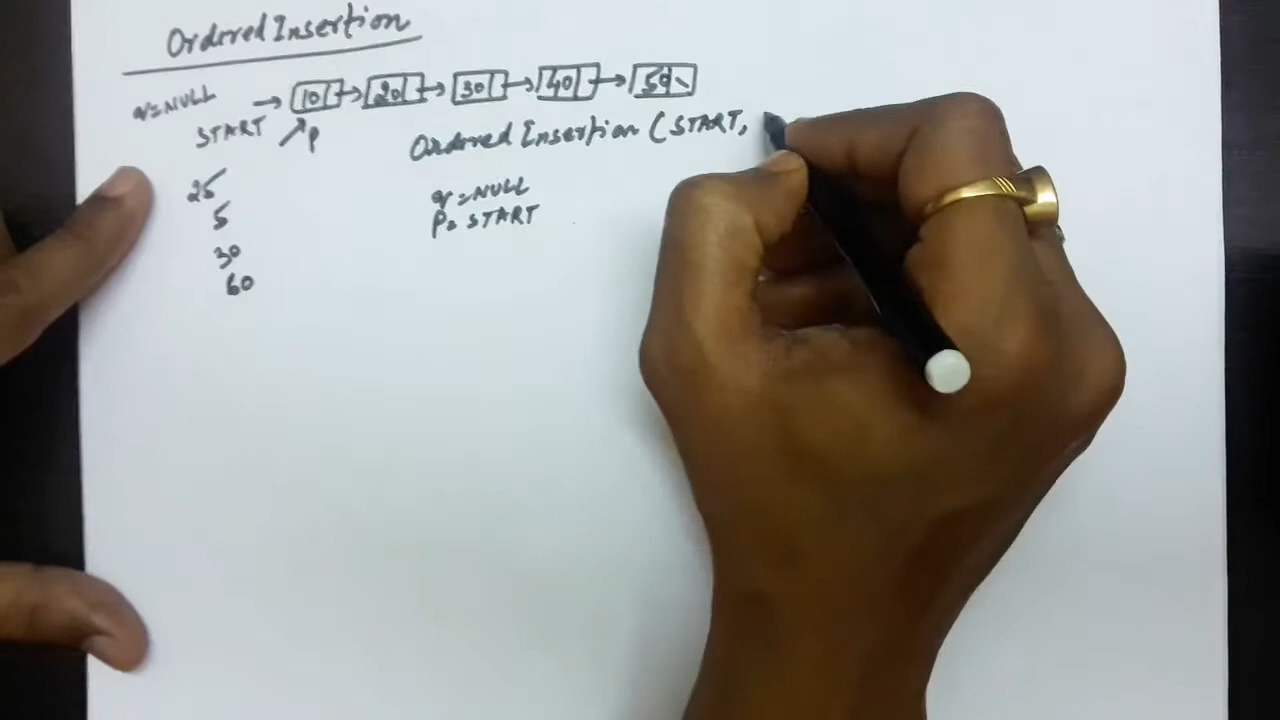 Ordered Insertion
q=NULL
START → 10 → 20 → 30 → 40 → 50
P
Ordered Insertion (START,
q=NULL
P= START
25
5
30
60